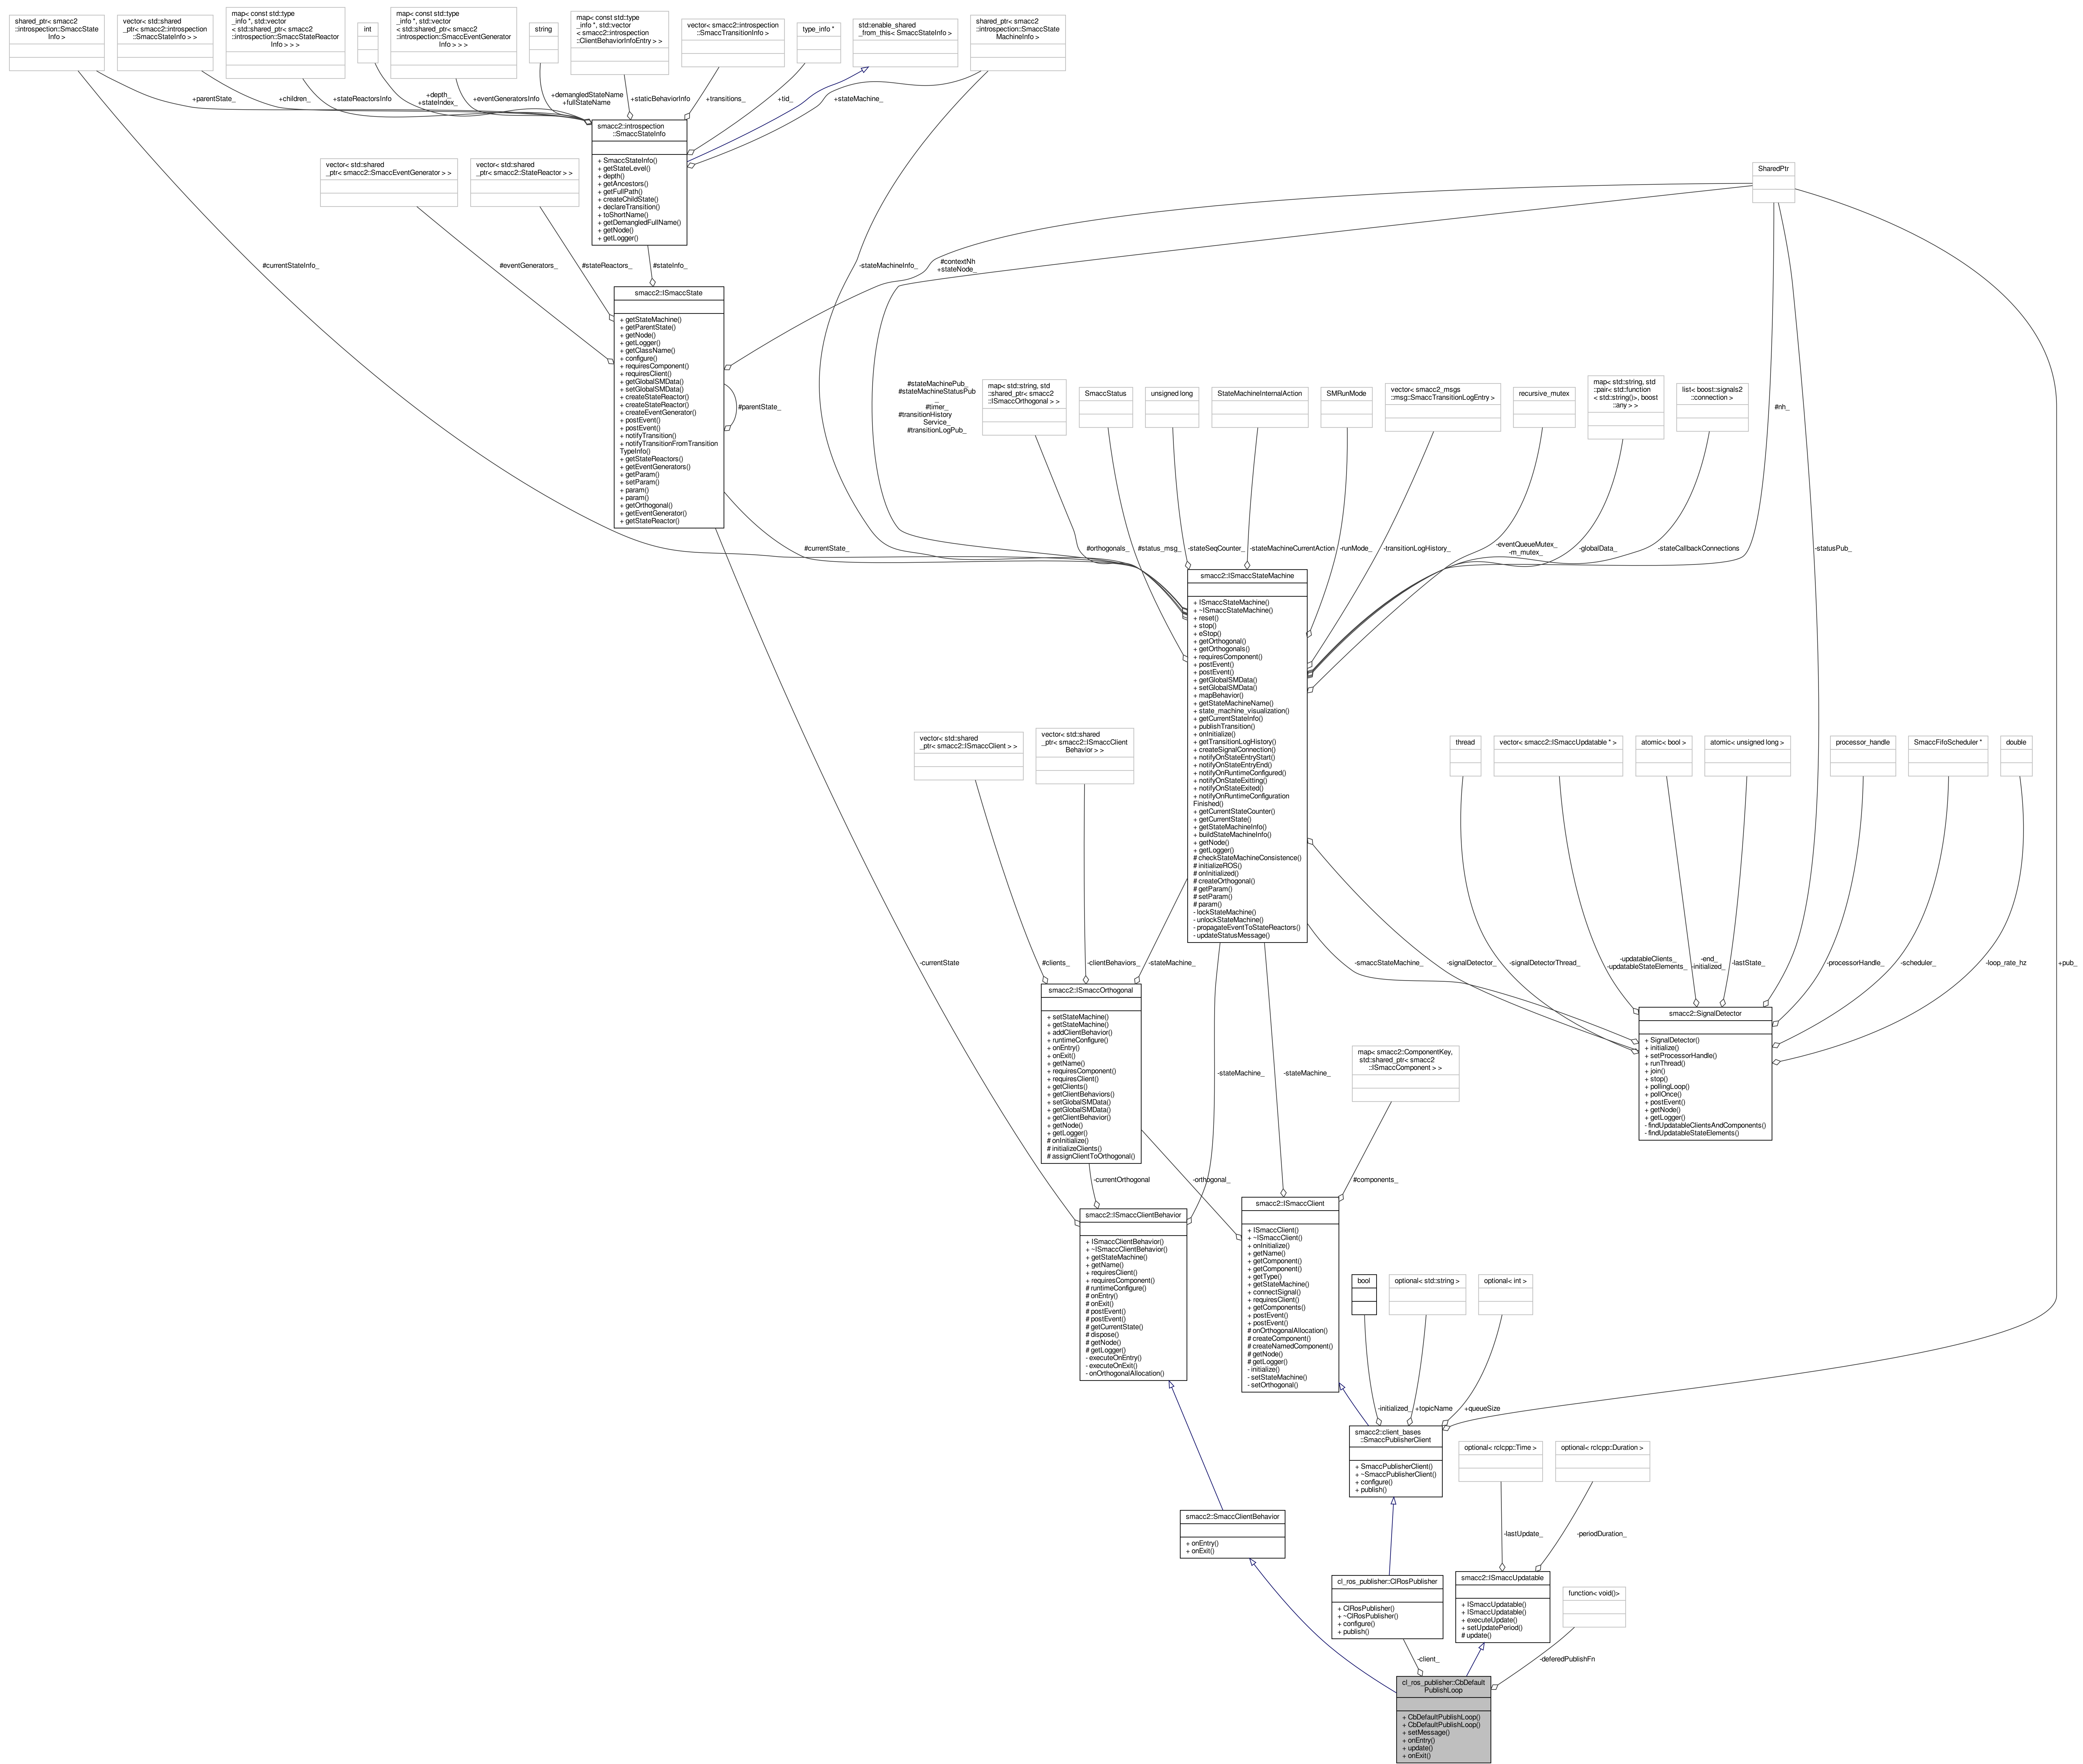 shared_ptr< smacc2
::introspection::SmaccState
Info >
vector< std::shared
_ptr< smacc2::introspection
::SmaccStateInfo > >
map< const std::type
_info *, std::vector
< std::shared_ptr< smacc2
::introspection::SmaccStateReactor
Info > > >
int
map< const std::type
_info *, std::vector
< std::shared_ptr< smacc2
::introspection::SmaccEventGenerator
Info > > >
string
map< const std::type
_info *, std::vector
< smacc2::introspection
::ClientBehaviorInfoEntry > >
vector< smacc2::introspection
::SmaccTransitionInfo >
type_info *
std::enable_shared
_from_this< SmaccStateInfo >
shared_ptr< smacc2
::introspection::SmaccState
MachineInfo >
+parentState_
+children_
+stateReactorsInfo
+depth_
+stateIndex_
+eventGeneratorsInfo
+demangledStateName
+fullStateName
+staticBehaviorInfo
+transitions_
+tid_
+stateMachine_
smacc2::introspection
::SmaccStateInfo
+ SmaccStateInfo()
+ getStateLevel()
+ depth()
+ getAncestors()
+ getFullPath()
+ createChildState()
+ declareTransition()
+ toShortName()
+ getDemangledFullName()
+ getNode()
+ getLogger()
vector< std::shared
_ptr< smacc2::SmaccEventGenerator > >
vector< std::shared
_ptr< smacc2::StateReactor > >
SharedPtr
#currentStateInfo_
#eventGenerators_
#stateReactors_
#stateInfo_
-stateMachineInfo_
#contextNh
+stateNode_
smacc2::ISmaccState
+ getStateMachine()
+ getParentState()
+ getNode()
+ getLogger()
+ getClassName()
+ configure()
+ requiresComponent()
+ requiresClient()
+ getGlobalSMData()
+ setGlobalSMData()
+ createStateReactor()
+ createStateReactor()
+ createEventGenerator()
+ postEvent()
+ postEvent()
+ notifyTransition()
+ notifyTransitionFromTransition
TypeInfo()
+ getStateReactors()
+ getEventGenerators()
+ getParam()
+ setParam()
+ param()
+ param()
+ getOrthogonal()
+ getEventGenerator()
+ getStateReactor()
#parentState_
#stateMachinePub_
#stateMachineStatusPub
_
#timer_
#transitionHistory
Service_
#transitionLogPub_
map< std::string, std
::shared_ptr< smacc2
::ISmaccOrthogonal > >
SmaccStatus
unsigned long
StateMachineInternalAction
SMRunMode
vector< smacc2_msgs
::msg::SmaccTransitionLogEntry >
recursive_mutex
map< std::string, std
::pair< std::function
< std::string()>, boost
::any > >
list< boost::signals2
::connection >
#nh_
#currentState_
#orthogonals_
#status_msg_
-stateSeqCounter_
-stateMachineCurrentAction
-runMode_
-transitionLogHistory_
-eventQueueMutex_
-m_mutex_
-globalData_
-stateCallbackConnections
-statusPub_
smacc2::ISmaccStateMachine
+ ISmaccStateMachine()
+ ~ISmaccStateMachine()
+ reset()
+ stop()
+ eStop()
+ getOrthogonal()
+ getOrthogonals()
+ requiresComponent()
+ postEvent()
+ postEvent()
+ getGlobalSMData()
+ setGlobalSMData()
+ mapBehavior()
+ getStateMachineName()
+ state_machine_visualization()
+ getCurrentStateInfo()
+ publishTransition()
+ onInitialize()
+ getTransitionLogHistory()
+ createSignalConnection()
+ notifyOnStateEntryStart()
+ notifyOnStateEntryEnd()
+ notifyOnRuntimeConfigured()
+ notifyOnStateExitting()
+ notifyOnStateExited()
+ notifyOnRuntimeConfiguration
Finished()
+ getCurrentStateCounter()
+ getCurrentState()
+ getStateMachineInfo()
+ buildStateMachineInfo()
+ getNode()
+ getLogger()
# checkStateMachineConsistence()
# initializeROS()
# onInitialized()
# createOrthogonal()
# getParam()
# setParam()
# param()
- lockStateMachine()
- unlockStateMachine()
- propagateEventToStateReactors()
- updateStatusMessage()
vector< std::shared
_ptr< smacc2::ISmaccClient > >
vector< std::shared
_ptr< smacc2::ISmaccClient
Behavior > >
thread
vector< smacc2::ISmaccUpdatable * >
atomic< bool >
atomic< unsigned long >
processor_handle
SmaccFifoScheduler *
double
-currentState
#clients_
-clientBehaviors_
-stateMachine_
-smaccStateMachine_
-signalDetector_
-signalDetectorThread_
-updatableClients_
-updatableStateElements_
-end_
-initialized_
-lastState_
-processorHandle_
-scheduler_
-loop_rate_hz
+pub_
smacc2::ISmaccOrthogonal
+ setStateMachine()
+ getStateMachine()
+ addClientBehavior()
+ runtimeConfigure()
+ onEntry()
+ onExit()
+ getName()
+ requiresComponent()
+ requiresClient()
+ getClients()
+ getClientBehaviors()
+ setGlobalSMData()
+ getGlobalSMData()
+ getClientBehavior()
+ getNode()
+ getLogger()
# onInitialize()
# initializeClients()
# assignClientToOrthogonal()
smacc2::SignalDetector
+ SignalDetector()
+ initialize()
+ setProcessorHandle()
+ runThread()
+ join()
+ stop()
+ pollingLoop()
+ pollOnce()
+ postEvent()
+ getNode()
+ getLogger()
- findUpdatableClientsAndComponents()
- findUpdatableStateElements()
-stateMachine_
-stateMachine_
map< smacc2::ComponentKey,
std::shared_ptr< smacc2
::ISmaccComponent > >
-currentOrthogonal
-orthogonal_
#components_
smacc2::ISmaccClientBehavior
+ ISmaccClientBehavior()
+ ~ISmaccClientBehavior()
+ getStateMachine()
+ getName()
+ requiresClient()
+ requiresComponent()
# runtimeConfigure()
# onEntry()
# onExit()
# postEvent()
# postEvent()
# getCurrentState()
# dispose()
# getNode()
# getLogger()
- executeOnEntry()
- executeOnExit()
- onOrthogonalAllocation()
smacc2::ISmaccClient
+ ISmaccClient()
+ ~ISmaccClient()
+ onInitialize()
+ getName()
+ getComponent()
+ getComponent()
+ getType()
+ getStateMachine()
+ connectSignal()
+ requiresClient()
+ getComponents()
+ postEvent()
+ postEvent()
# onOrthogonalAllocation()
# createComponent()
# createNamedComponent()
# getNode()
# getLogger()
- initialize()
- setStateMachine()
- setOrthogonal()
bool
optional< std::string >
optional< int >
-initialized_
+topicName
+queueSize
smacc2::client_bases
::SmaccPublisherClient
+ SmaccPublisherClient()
+ ~SmaccPublisherClient()
+ configure()
+ publish()
optional< rclcpp::Time >
optional< rclcpp::Duration >
smacc2::SmaccClientBehavior
+ onEntry()
+ onExit()
-lastUpdate_
-periodDuration_
cl_ros_publisher::ClRosPublisher
+ ClRosPublisher()
+ ~ClRosPublisher()
+ configure()
+ publish()
smacc2::ISmaccUpdatable
+ ISmaccUpdatable()
+ ISmaccUpdatable()
+ executeUpdate()
+ setUpdatePeriod()
# update()
function< void()>
-client_
-deferedPublishFn
cl_ros_publisher::CbDefault
PublishLoop
+ CbDefaultPublishLoop()
+ CbDefaultPublishLoop()
+ setMessage()
+ onEntry()
+ update()
+ onExit()